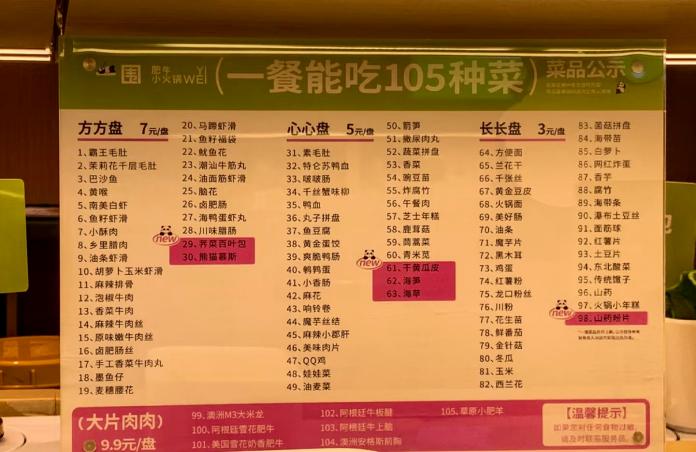 围
肥牛
小火锅
YI
WEI
（一餐能吃105种菜）
菜品公示
方方盘 7元/盘
1、霸王毛肚
2、茉莉花千层毛肚
3、巴沙鱼
4、黄喉
5、南美白虾
6、鱼籽虾滑
7、小酥肉
8、乡里腊肉
9、油条虾滑
10、胡萝卜玉米虾滑
11、麻辣排骨
12、泡椒牛肉
13、香菜牛肉
14、麻辣牛肉丝
15、原味嫩牛肉丝
16、卤肥肠丝
17、手工香菜牛肉丸
18、墨鱼仔
19、麦穗腰花
20、马蹄虾滑
21、鱼籽福袋
22、鱿鱼花
23、潮汕牛筋丸
24、油面筋虾滑
25、脑花
26、卤肥肠
27、海鸭蛋虾丸
28、川味腊肠
new
29、荠菜百叶包
30、熊猫慕斯
心心盘 5元/盘
31、素毛肚
32、特仑苏鸭血
33、啵啵肠
34、千丝蟹味柳
35、鸭血
36、丸子拼盘
37、鱼豆腐
38、黄金蛋饺
39、爽脆鸭肠
40、鹌鹑蛋
41、小香肠
42、麻花
43、响铃卷
44、魔芋丝结
45、麻辣小郡肝
46、美味肉片
47、QQ鸡
48、娃娃菜
49、油麦菜
50、箭笋
51、撒尿肉丸
52、蔬菜拼盘
53、香菜
54、豌豆苗
55、炸腐竹
56、午餐肉
57、芝士年糕
58、鹿茸菇
59、茼蒿菜
60、青米苋
new
61、干黄瓜皮
62、海笋
63、海草
长长盘 3元/盘
64、方便面
65、兰花干
66、千张丝
67、黄金豆皮
68、火锅面
69、美好肠
70、油条
71、魔芋片
72、黑木耳
73、鸡蛋
74、红薯粉
75、龙口粉丝
76、川粉
77、花生苗
78、鲜番茄
79、金针菇
80、冬瓜
81、玉米
82、西兰花
83、菌菇拼盘
84、海带苗
85、白萝卜
86、网红炸蛋
87、香芋
88、腐竹
89、海带条
90、瀑布土豆丝
91、面筋球
92、红薯片
93、土豆片
94、东北酸菜
95、传统馓子
96、山药
97、火锅小年糕
new
98、山药粉片
（大片肉肉）
9.9元/盘
99、澳洲M3大米龙
100、阿根廷雪花肥牛
101、美国雪花奶香肥牛
102、阿根廷牛板腱
103、阿根廷牛上脑
104、澳洲安格斯前胸
105、草原小肥羊
【温馨提示】
如果您对任何食物过敏
请及时联系服务员。